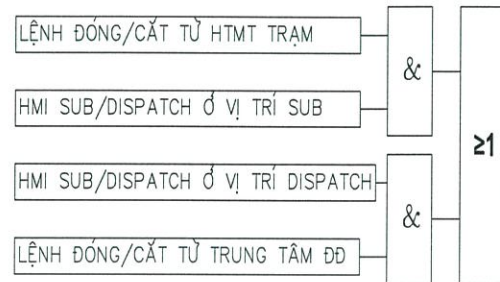 LỆNH ĐÓNG/CẮT TỪ HTMT TRẠM
&
HMI SUB/DISPATCH Ở VỊ TRÍ SUB
≥1
HMI SUB/DISPATCH Ở VỊ TRÍ DISPATCH
&
LỆNH ĐÓNG/CẮT TỪ TRUNG TÂM ĐĐ